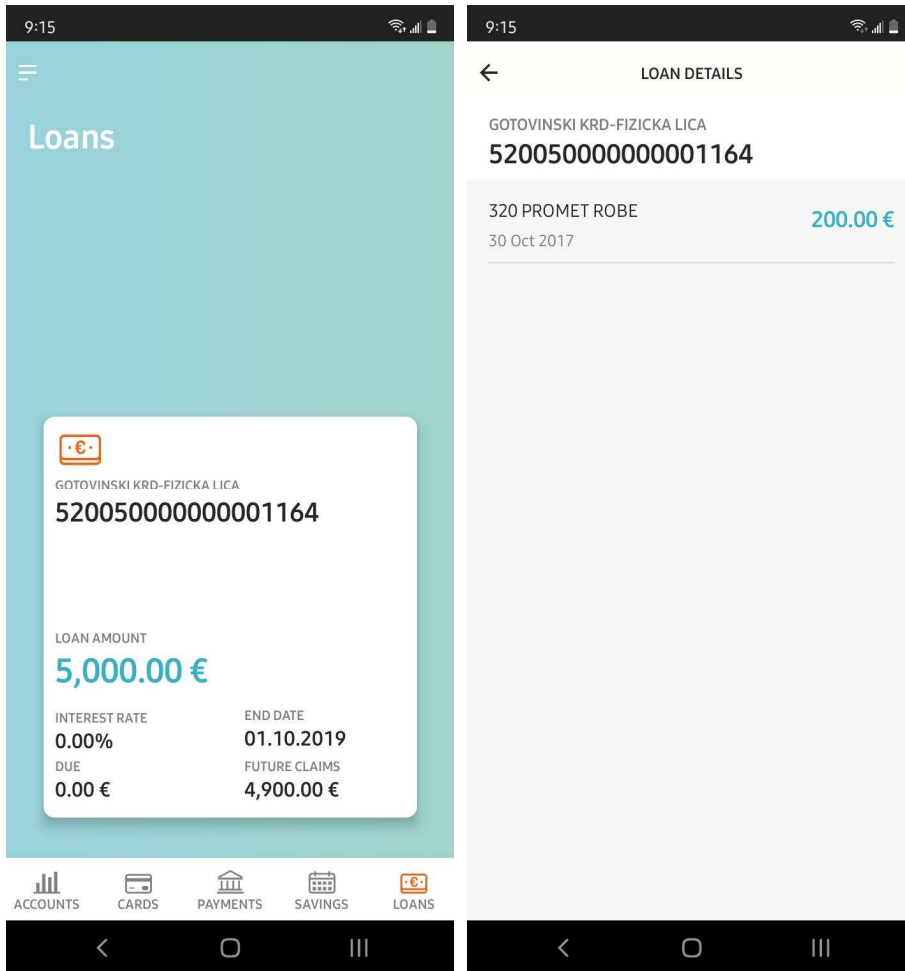 9:15
Loans
·€·
GOTOVINSKI KRD-FIZICKA LICA
520050000000001164
LOAN AMOUNT
5,000.00 €
INTEREST RATE
END DATE
0.00%
01.10.2019
DUE
FUTURE CLAIMS
0.00 €
4,900.00 €
·€·
ACCOUNTS
CARDS
PAYMENTS
SAVINGS
LOANS
9:15
LOAN DETAILS
GOTOVINSKI KRD-FIZICKA LICA
520050000000001164
320 PROMET ROBE
200.00 €
30 Oct 2017